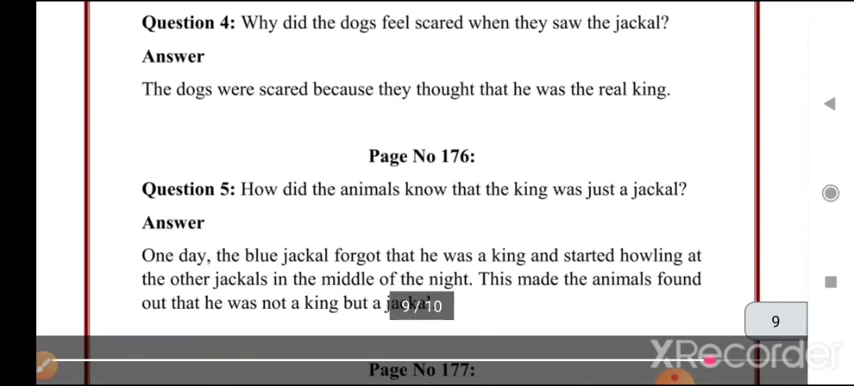 Question 4: Why did the dogs feel scared when they saw the jackal?
Answer
The dogs were scared because they thought that he was the real king.
Page No 176:
Question 5: How did the animals know that the king was just a jackal?
Answer
One day, the blue jackal forgot that he was a king and started howling at
the other jackals in the middle of the night. This made the animals found
out that he was not a king but a jackal
9 / 10
9
XRecorder
Page No 177: